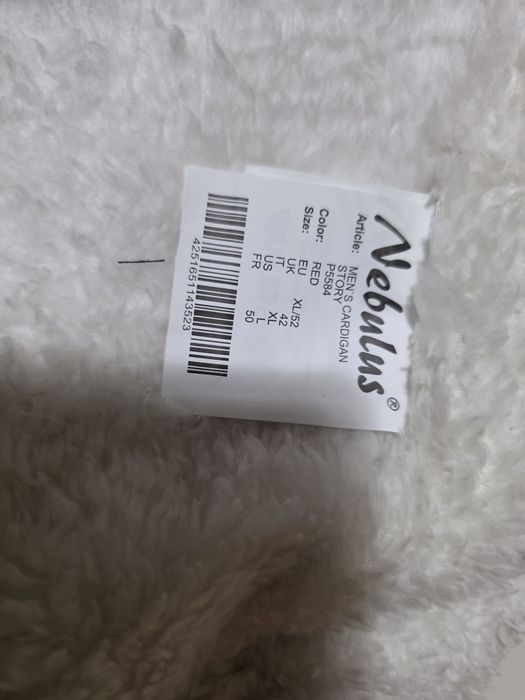 Nebulus®
Article: MEN'S CARDIGAN
STORY
P5584
Color: RED
Size: EU XL/52
UK 42
IT XL
US L
FR 50
4251651143523